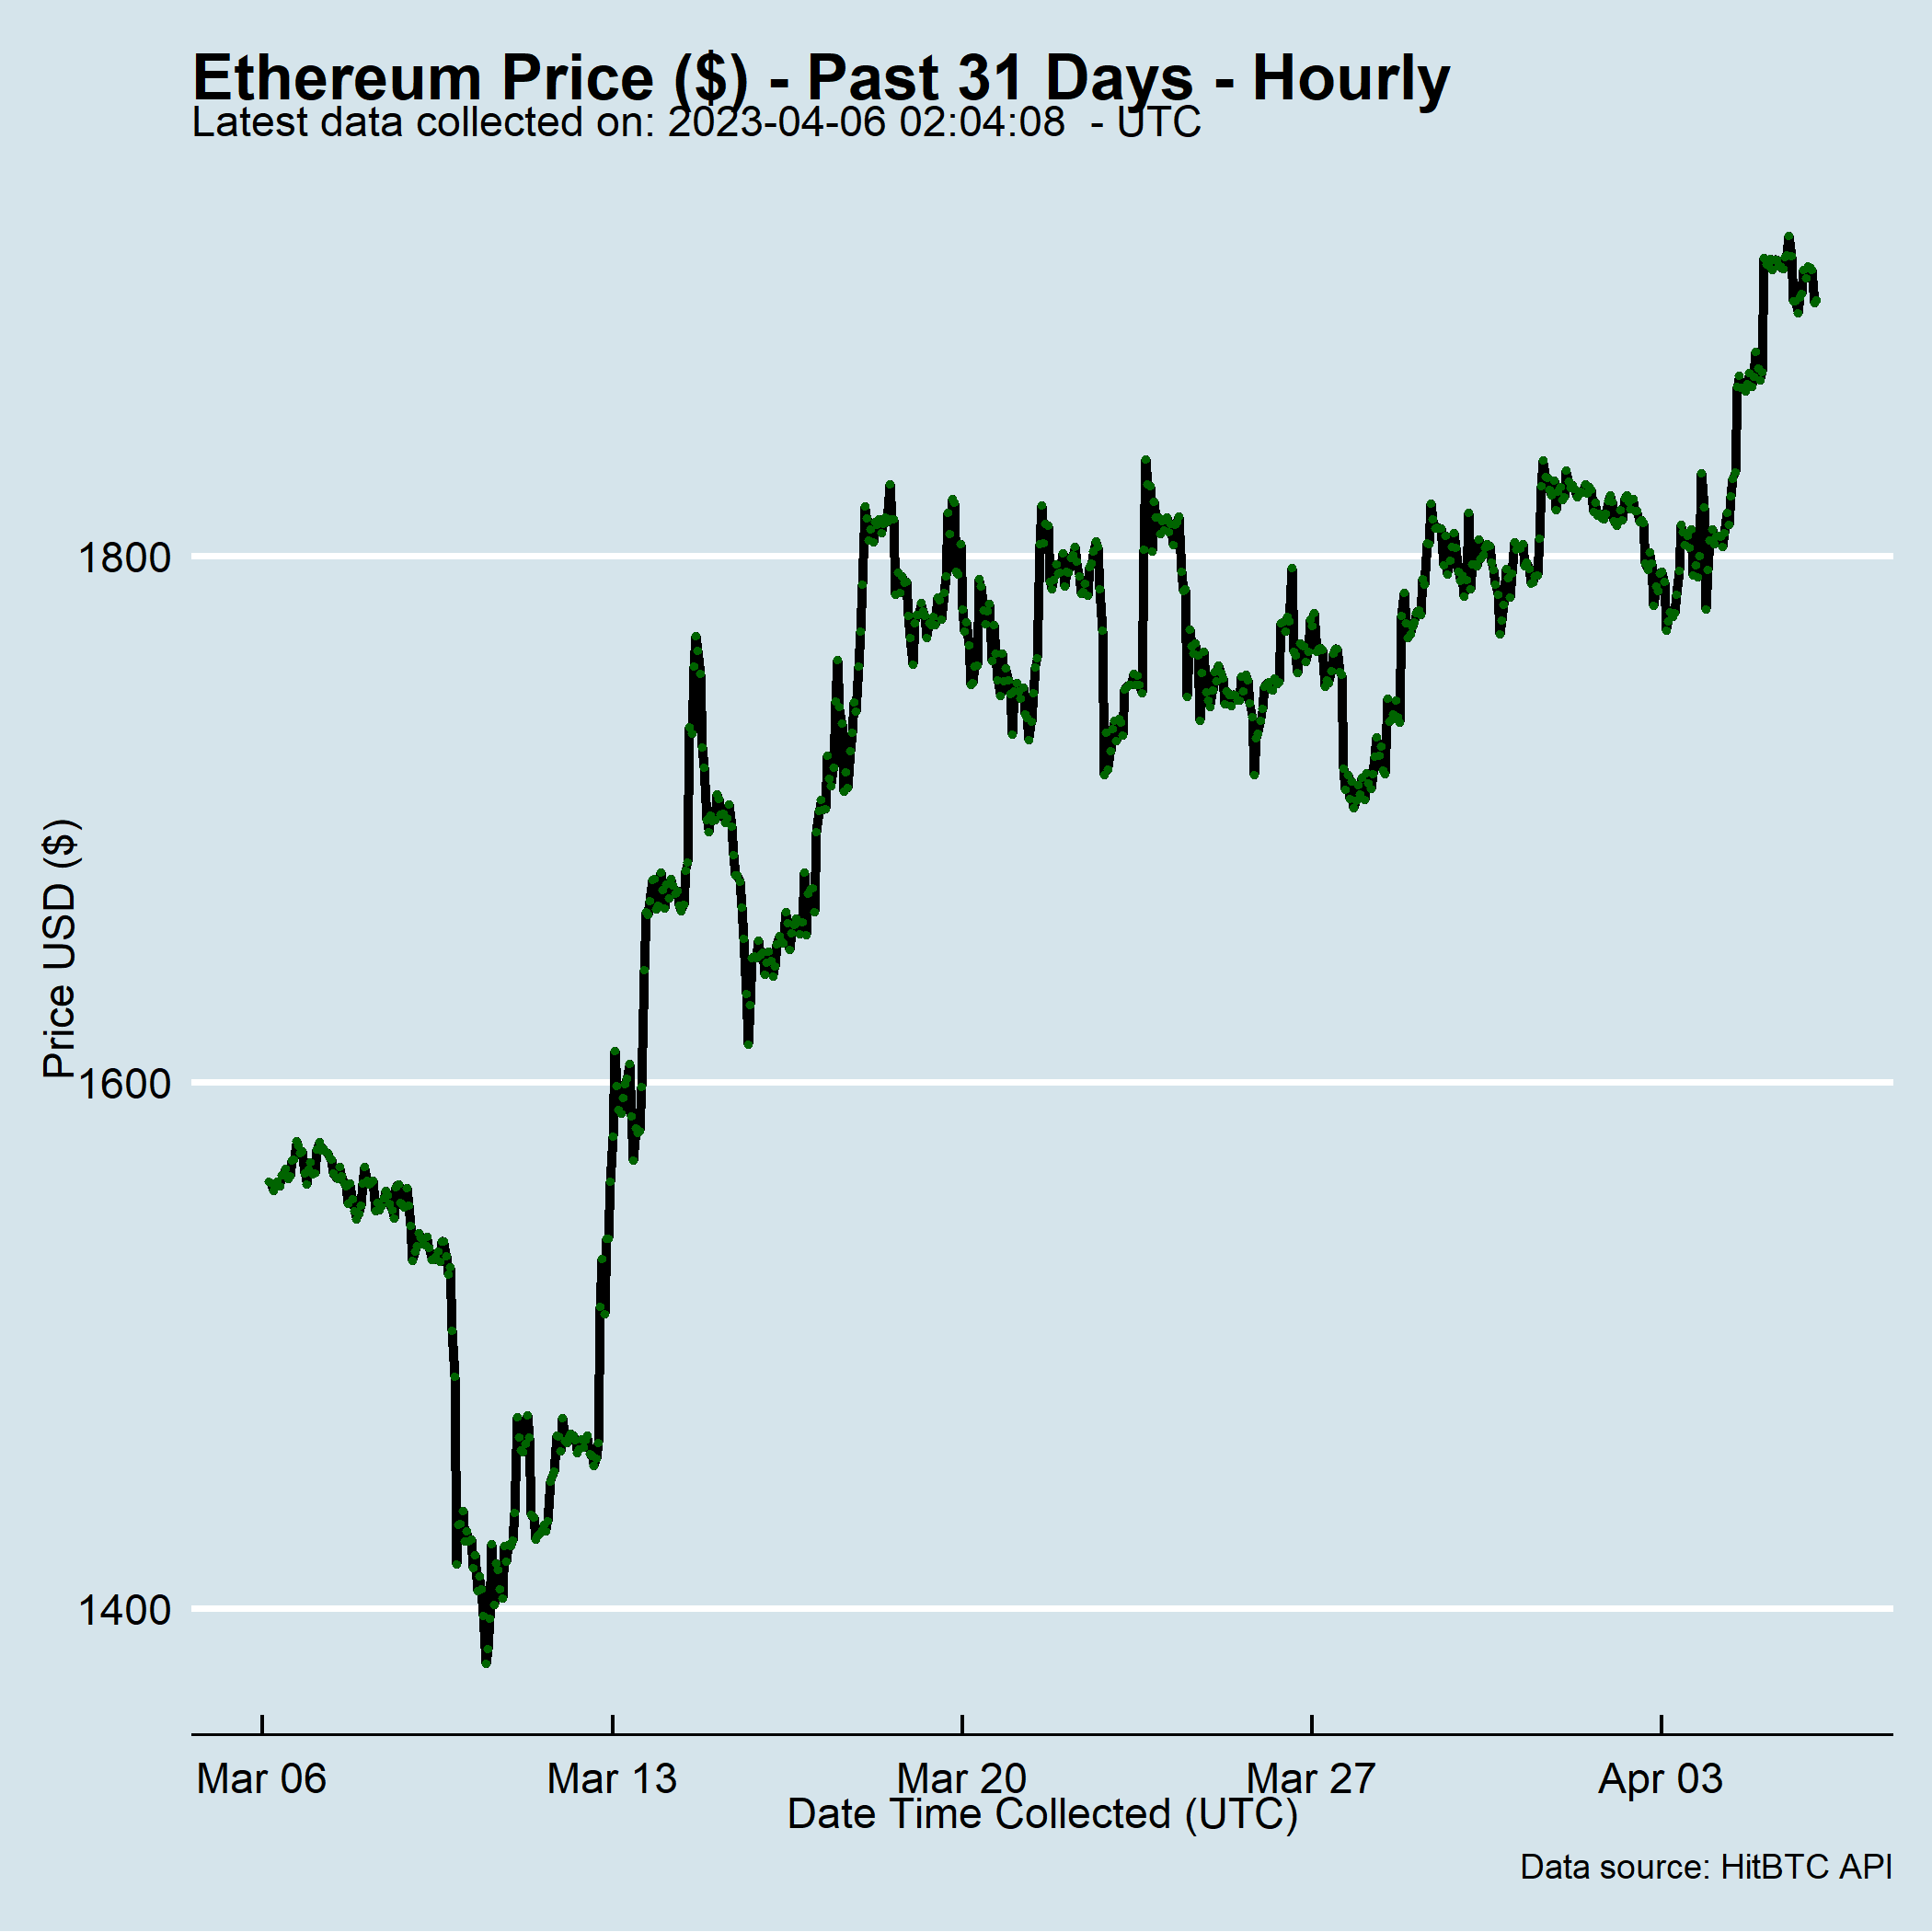 Ethereum Price ($) - Past 31 Days - Hourly
Latest data collected on: 2023-04-06 02:04:08  - UTC
Price USD ($)
1800
1600
1400
Mar 06
Mar 13
Mar 20
Mar 27
Apr 03
Date Time Collected (UTC)
Data source: HitBTC API